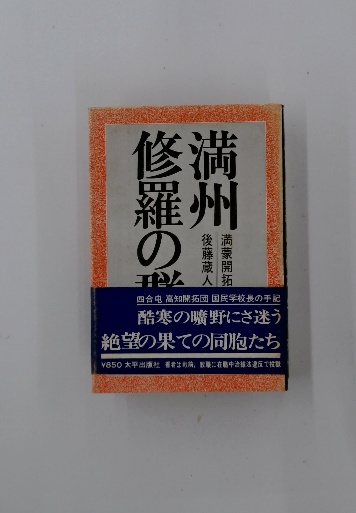 満州
修羅の群
満蒙開拓
後藤蔵人
四合屯 高知開拓団 国民学校長の手記
酷寒の曠野にさ迷う
絶望の果ての同胞たち
¥850 太平出版社